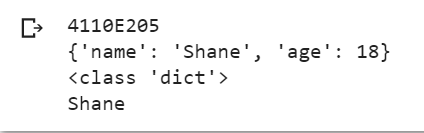 4110E205
{'name': 'Shane', 'age': 18}
<class 'dict'>
Shane